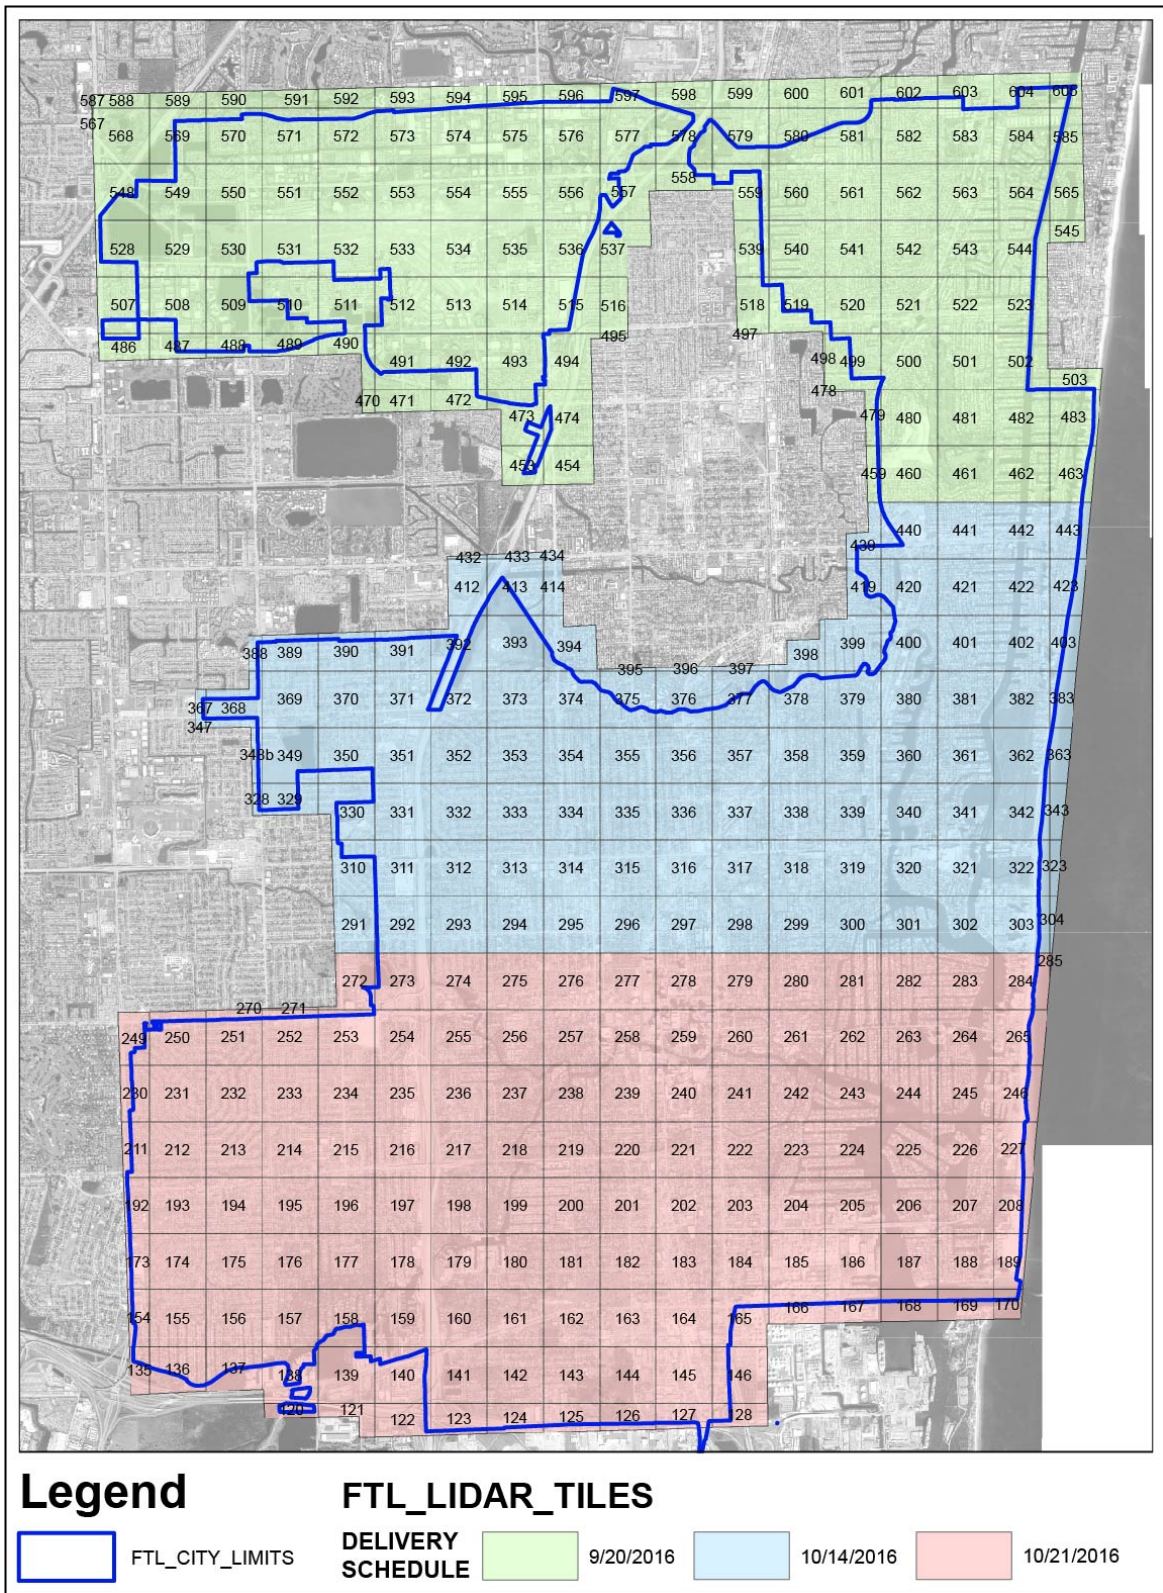 587 588 589 590 591 592 593 594 595 596 597 598 599 600 601 602 603 604 606
567 568 569 570 571 572 573 574 575 576 577 578 579 580 581 582 583 584 585
548 549 550 551 552 553 554 555 556 557 558 559 560 561 562 563 564 565
528 529 530 531 532 533 534 535 536 537 539 540 541 542 543 544 545
507 508 509 510 511 512 513 514 515 516 518 519 520 521 522 523
486 487 488 489 490 491 492 493 494 495 497 498 499 500 501 502 503
470 471 472 473 474 478 479 480 481 482 483
453 454 459 460 461 462 463
432 433 434 439 440 441 442 443
412 413 414 419 420 421 422 423
388 389 390 391 392 393 394 395 396 397 398 399 400 401 402 403
367 368 369 370 371 372 373 374 375 376 377 378 379 380 381 382 383
347 348b 349 350 351 352 353 354 355 356 357 358 359 360 361 362 363
328 329 330 331 332 333 334 335 336 337 338 339 340 341 342 343
310 311 312 313 314 315 316 317 318 319 320 321 322 323
291 292 293 294 295 296 297 298 299 300 301 302 303 304
272 273 274 275 276 277 278 279 280 281 282 283 284 285
270 271
249 250 251 252 253 254 255 256 257 258 259 260 261 262 263 264 265
230 231 232 233 234 235 236 237 238 239 240 241 242 243 244 245 246
211 212 213 214 215 216 217 218 219 220 221 222 223 224 225 226 227
192 193 194 195 196 197 198 199 200 201 202 203 204 205 206 207 208
173 174 175 176 177 178 179 180 181 182 183 184 185 186 187 188 189
154 155 156 157 158 159 160 161 162 163 164 165 166 167 168 169 170
135 136 137 138 139 140 141 142 143 144 145 146
120 121 122 123 124 125 126 127 128
Legend FTL_LIDAR_TILES
FTL_CITY_LIMITS DELIVERY SCHEDULE 9/20/2016 10/14/2016 10/21/2016